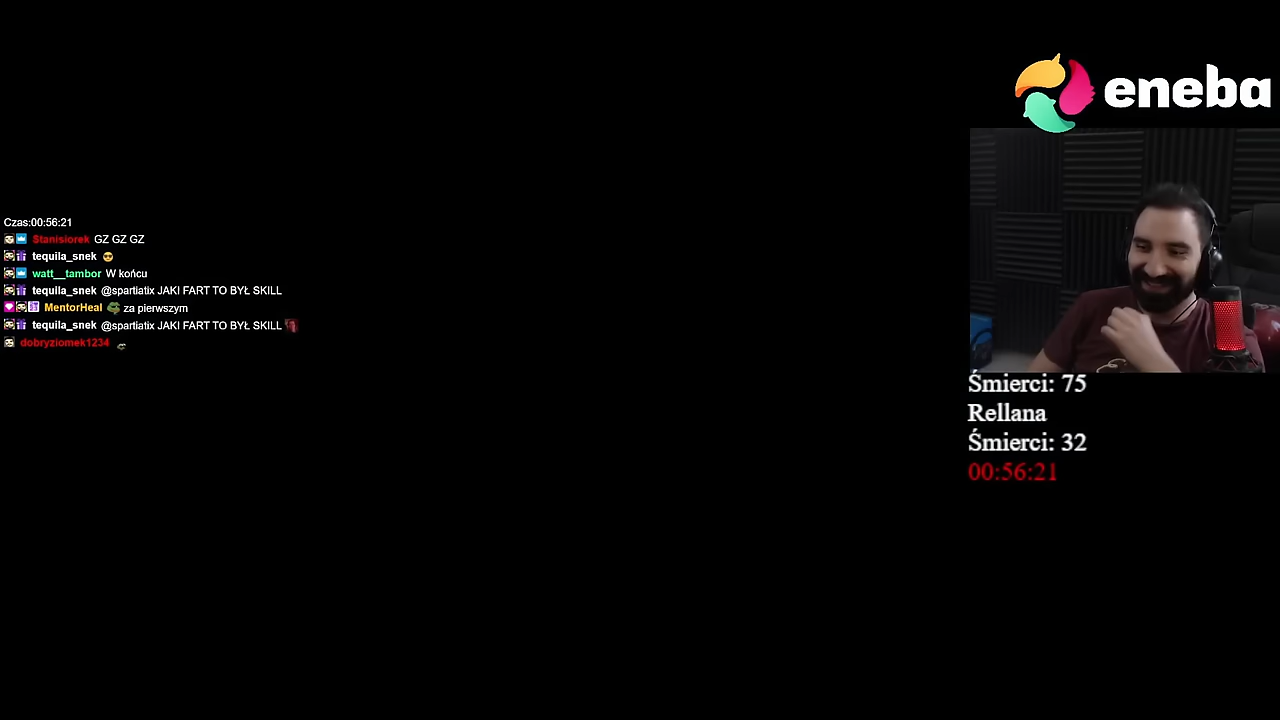 eneba
Czas:00:56:21
Stanisiorek GZ GZ GZ
tequila_snek
watt__tambor W końcu
tequila_snek @spartiatix JAKI FART TO BYŁ SKILL
MentorHeal za pierwszym
tequila_snek @spartiatix JAKI FART TO BYŁ SKILL
dobryziomek1234
Śmierci: 75
Rellana
Śmierci: 32
00:56:21